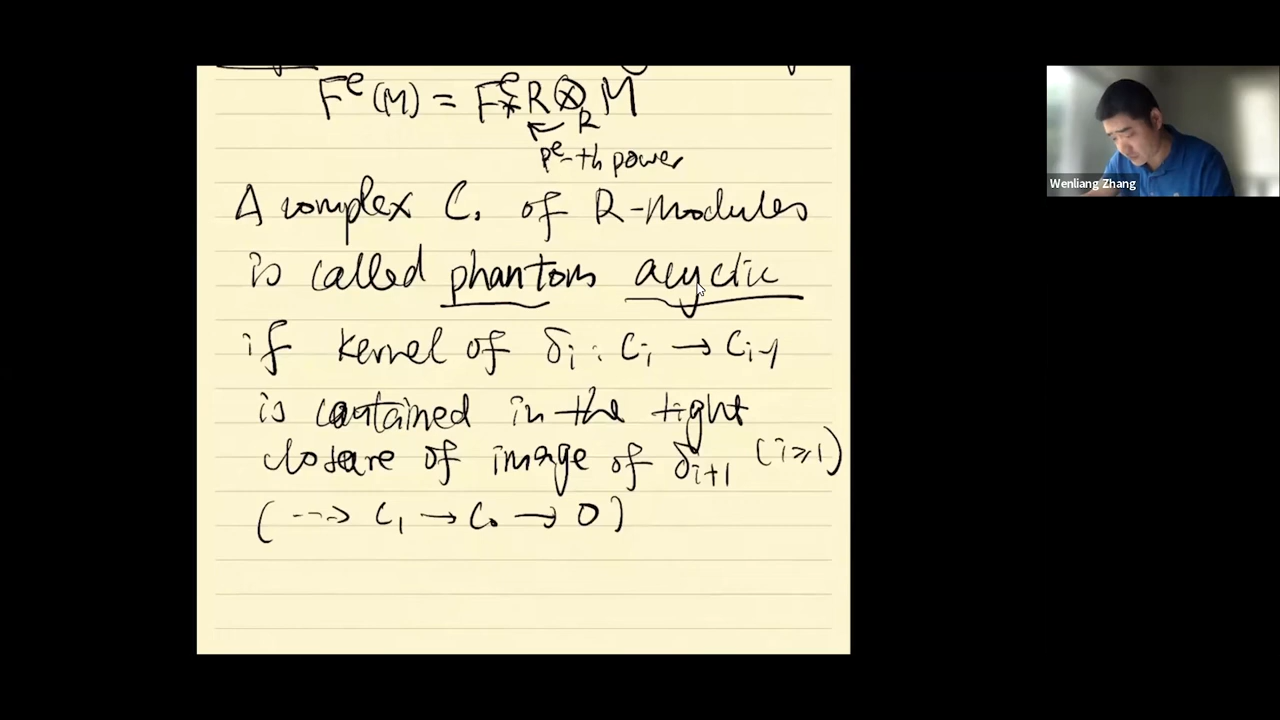 F^e(M) = F_*^e R ⊗_R M
p^e-th power
A complex C. of R-modules
is called phantom acyclic
if kernel of δ_i : C_i → C_{i-1}
is contained in the tight
closure of image of δ_{i+1} (i≥1)
(--→ C_1 → C_0 → 0)
Wenliang Zhang